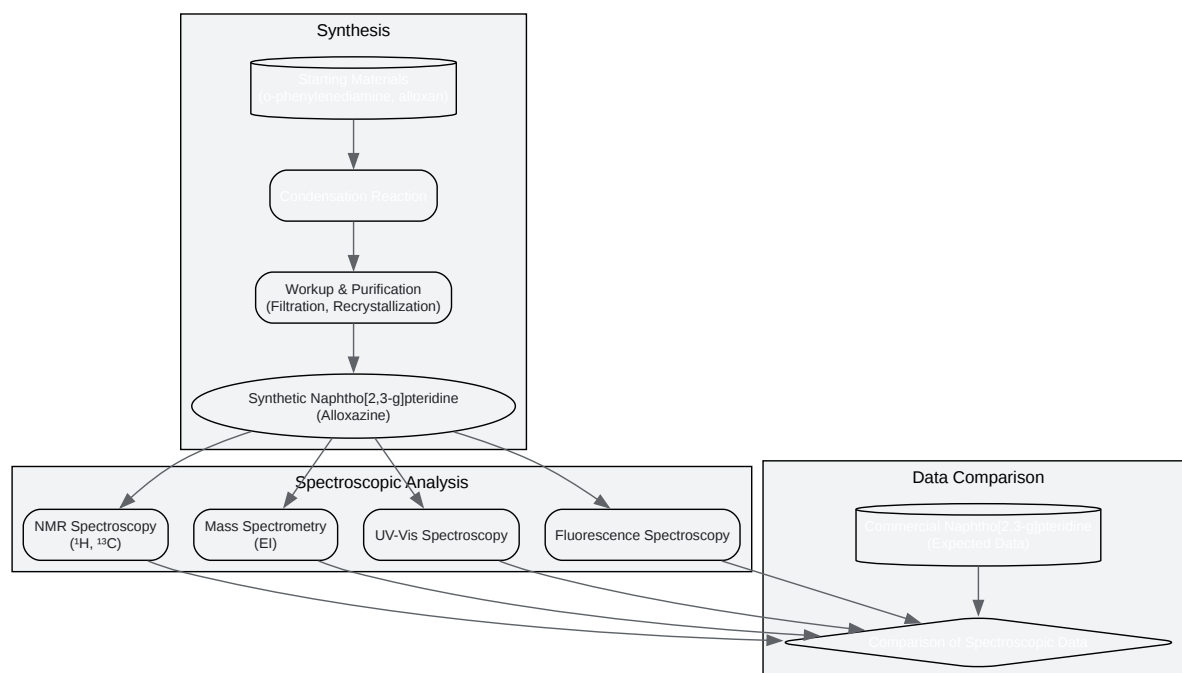 Synthesis
Starting Materials
(o-phenylenediamine, alloxan)
Condensation Reaction
Workup & Purification
(Filtration, Recrystallization)
Synthetic Naphtho[2,3-g]pteridine
(Alloxazine)
Spectroscopic Analysis
NMR Spectroscopy
(¹H, ¹³C)
Mass Spectrometry
(EI)
UV-Vis Spectroscopy
Fluorescence Spectroscopy
Data Comparison
Commercial Naphtho[2,3-g]pteridine
(Expected Data)
Comparison of Spectroscopic Data